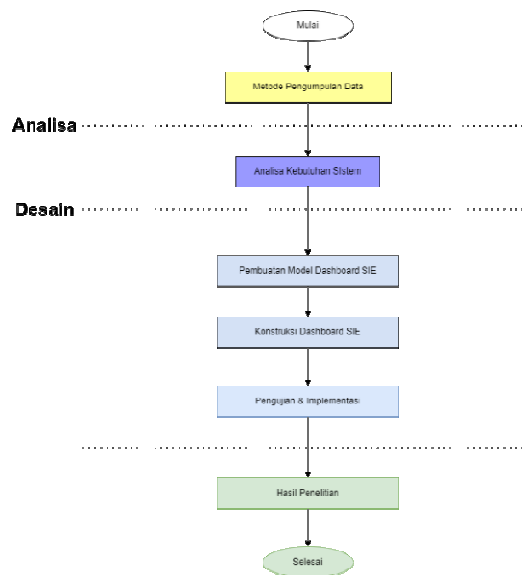 Mulai
Metode Pengumpulan Data
Analisa
Analisa Kebutuhan Sistem
Desain
Pembuatan Model Dashboard SIE
Konstruksi Dashboard SIE
Pengujian & Implementasi
Hasil Penelitian
Selesai